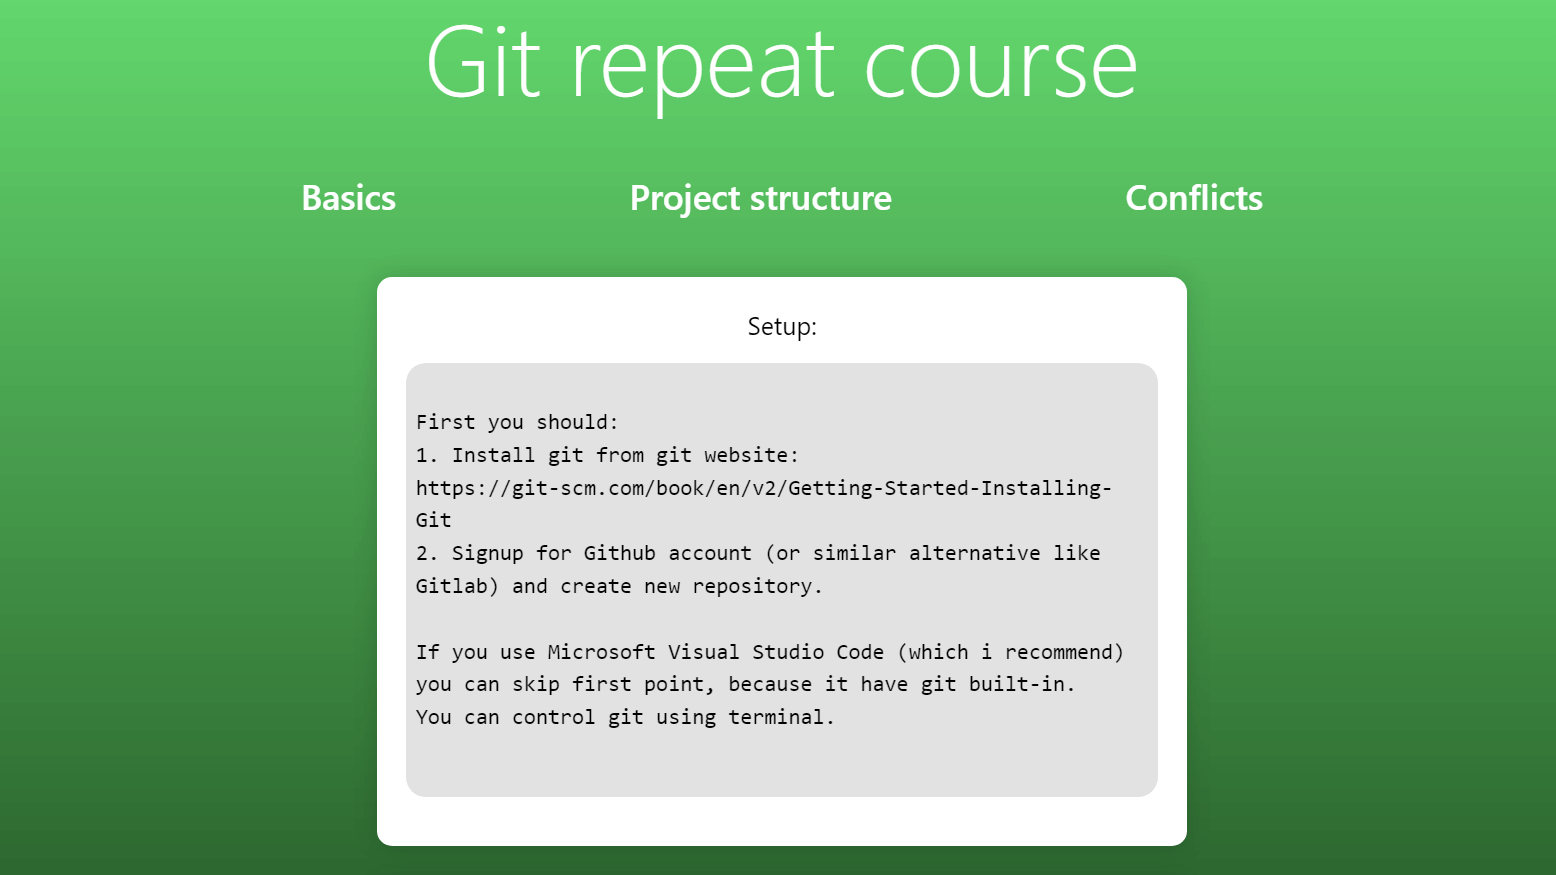 Git repeat course
Basics
Project structure
Conflicts
Setup:
First you should:
1. Install git from git website:
https://git-scm.com/book/en/v2/Getting-Started-Installing-
Git
2. Signup for Github account (or similar alternative like
Gitlab) and create new repository.
If you use Microsoft Visual Studio Code (which i recommend)
you can skip first point, because it have git built-in.
You can control git using terminal.